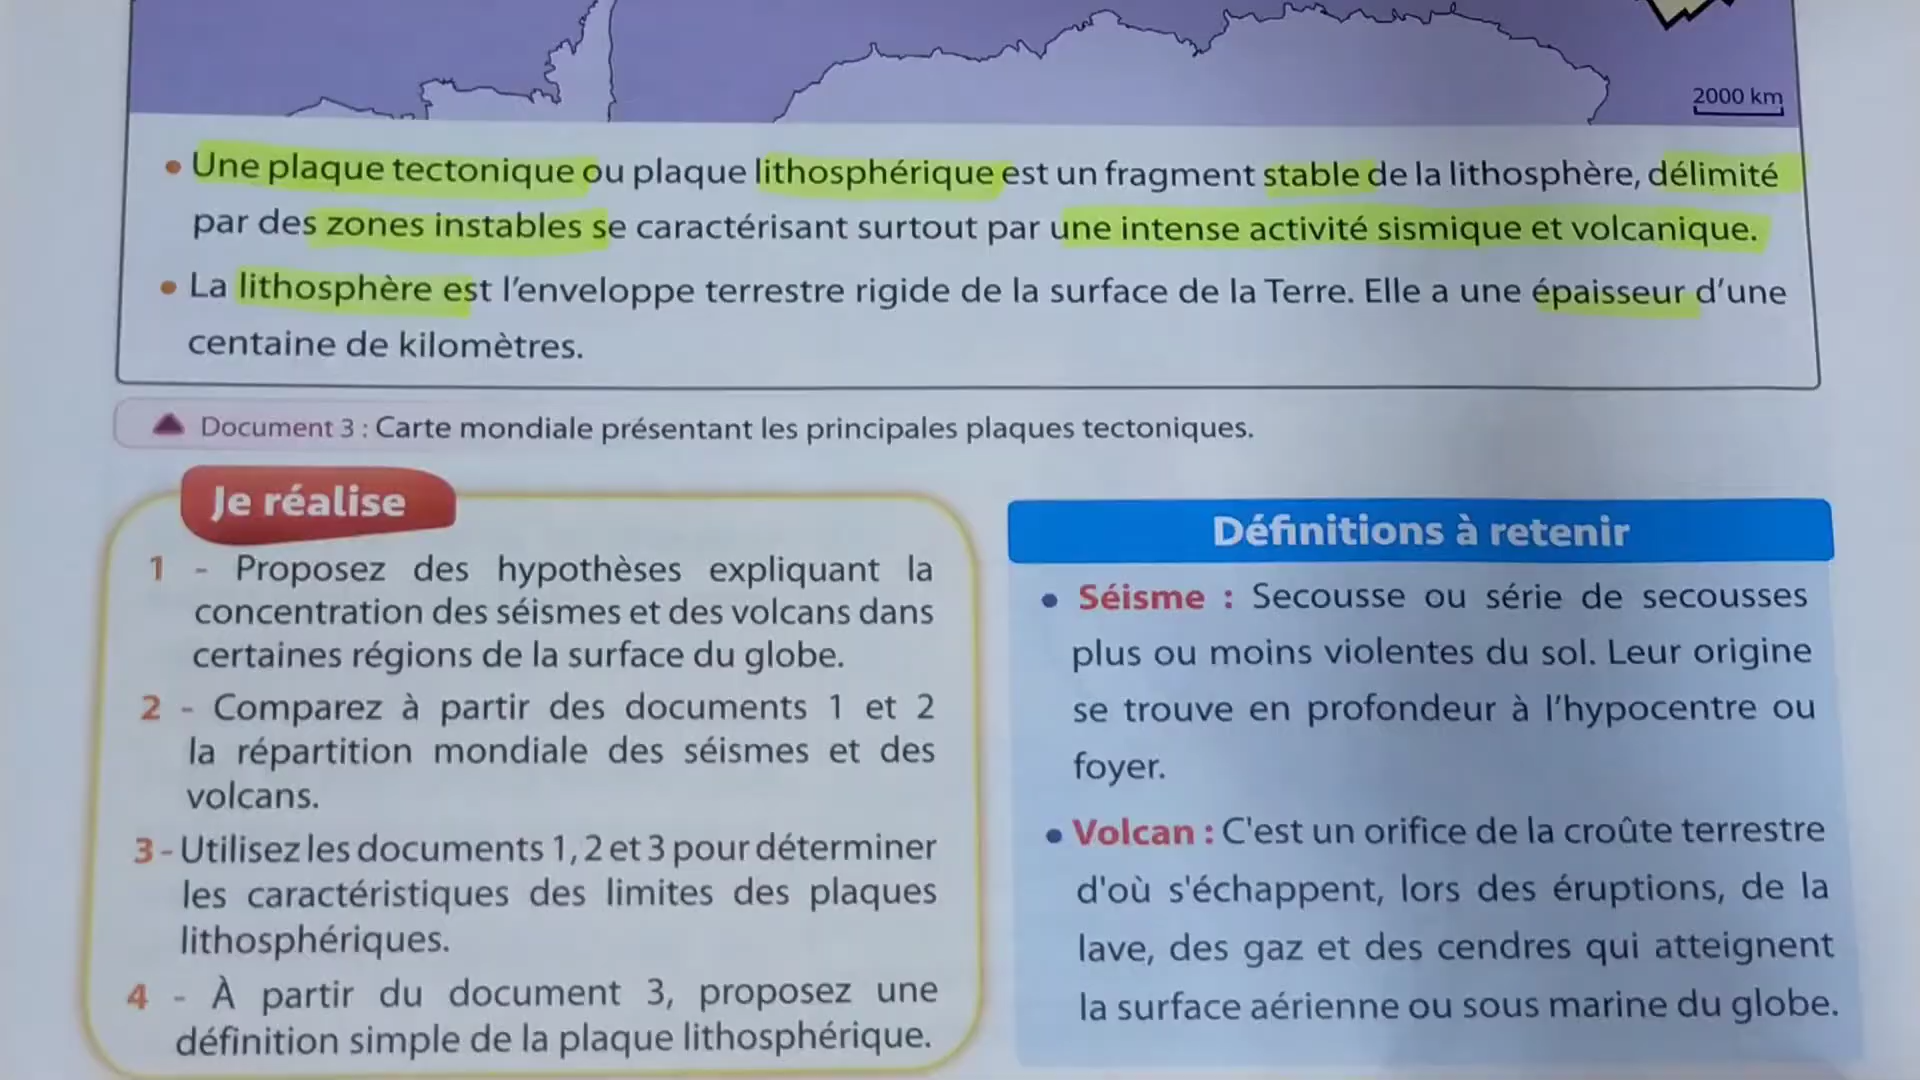 2000 km
• Une plaque tectonique ou plaque lithosphérique est un fragment stable de la lithosphère, délimité
par des zones instables se caractérisant surtout par une intense activité sismique et volcanique.
• La lithosphère est l'enveloppe terrestre rigide de la surface de la Terre. Elle a une épaisseur d'une
centaine de kilomètres.
Document 3 : Carte mondiale présentant les principales plaques tectoniques.
Je réalise
1 - Proposez des hypothèses expliquant la
concentration des séismes et des volcans dans
certaines régions de la surface du globe.
2 - Comparez à partir des documents 1 et 2
la répartition mondiale des séismes et des
volcans.
3 - Utilisez les documents 1, 2 et 3 pour déterminer
les caractéristiques des limites des plaques
lithosphériques.
4 - À partir du document 3, proposez une
définition simple de la plaque lithosphérique.
Définitions à retenir
• Séisme : Secousse ou série de secousses
plus ou moins violentes du sol. Leur origine
se trouve en profondeur à l'hypocentre ou
foyer.
• Volcan : C'est un orifice de la croûte terrestre
d'où s'échappent, lors des éruptions, de la
lave, des gaz et des cendres qui atteignent
la surface aérienne ou sous marine du globe.